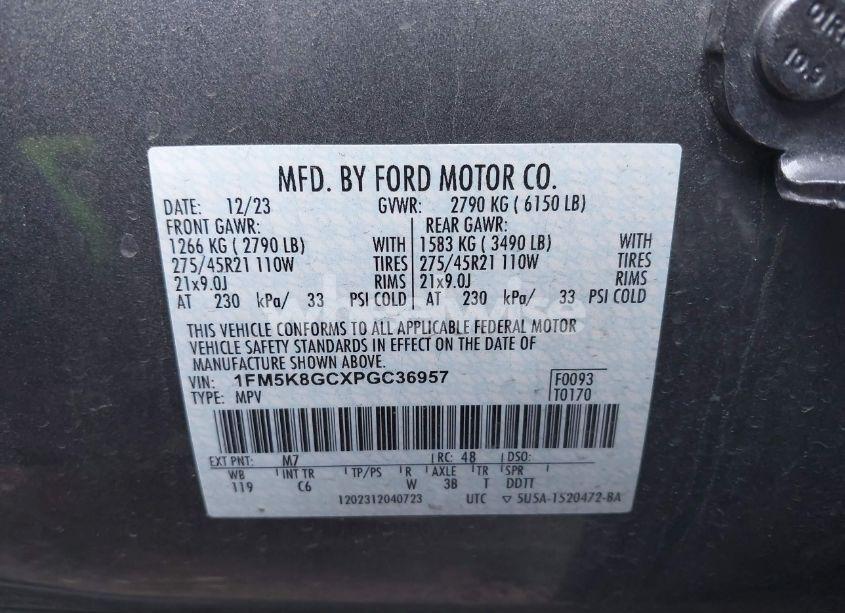 MFD. BY FORD MOTOR CO.
DATE: 12/23 GVWR: 2790 KG ( 6150 LB)
FRONT GAWR: REAR GAWR:
1266 KG ( 2790 LB) WITH 1583 KG ( 3490 LB) WITH
275/45R21 110W TIRES 275/45R21 110W TIRES
21x9.0J RIMS 21x9.0J RIMS
AT 230 kPa/ 33 PSI COLD AT 230 kPa/ 33 PSI COLD
THIS VEHICLE CONFORMS TO ALL APPLICABLE FEDERAL MOTOR
VEHICLE SAFETY STANDARDS IN EFFECT ON THE DATE OF
MANUFACTURE SHOWN ABOVE.
VIN: 1FM5K8GCXPGC36957 F0093
TYPE: MPV T0170
EXT PNT: M7 RC: 48 DSO:
WB INT TR TP/PS R AXLE TR SPR
119 C6 W 3B T DDTT
1202312040723 UTC ▽ 5U5A-1520472-BA
10.9